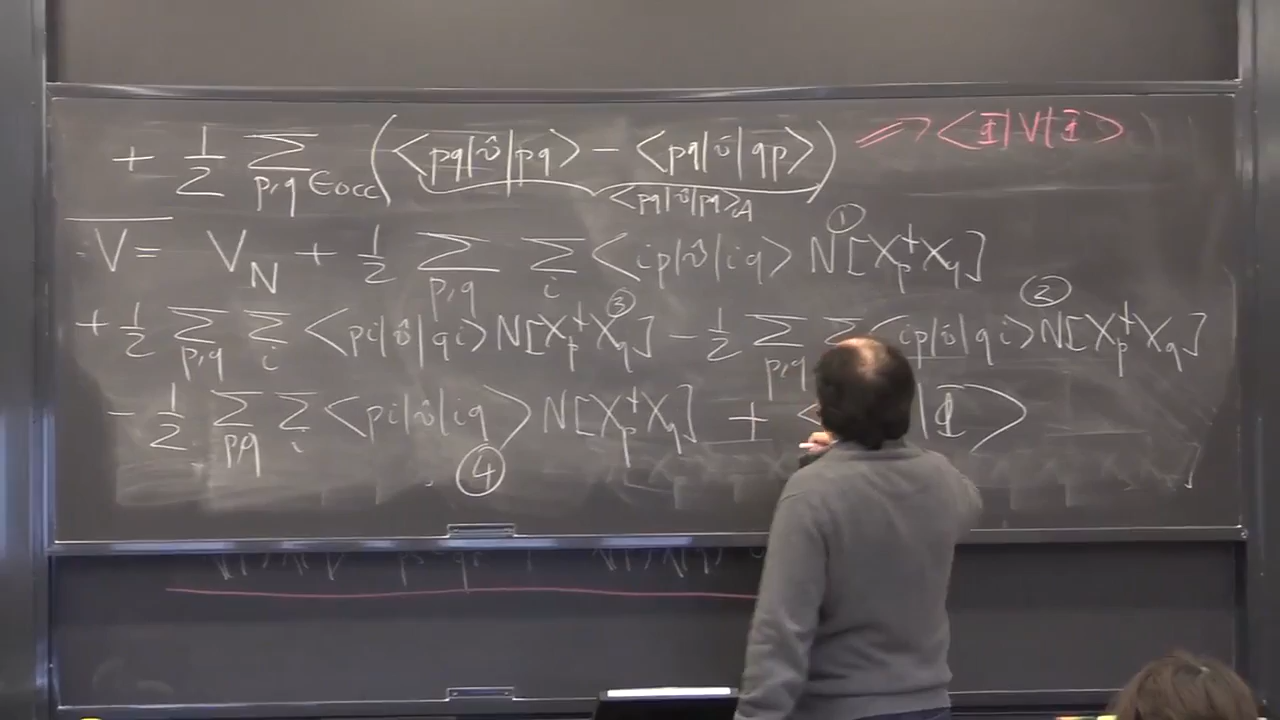 + 1/2 Σ_{p,q ∈ occ} (<pq|v̂|pq> − <pq|v̂|qp>) ⇒ <Φ|V|Φ>
<pq|v̂|pq>_A
V = V_N + 1/2 Σ_{p,q} Σ_i <ip|v̂|iq> N[X_p^+ X_q] ①
+ 1/2 Σ_{p,q} Σ_i <pi|v̂|qi> N[X_p^+ X_q] ③ − 1/2 Σ_{p,q} Σ <ip|v̂|qi> N[X_p^+ X_q] ②
− 1/2 Σ_{pq} Σ_i <pi|v̂|iq> N[X_p^+ X_q] + < |Φ>
④